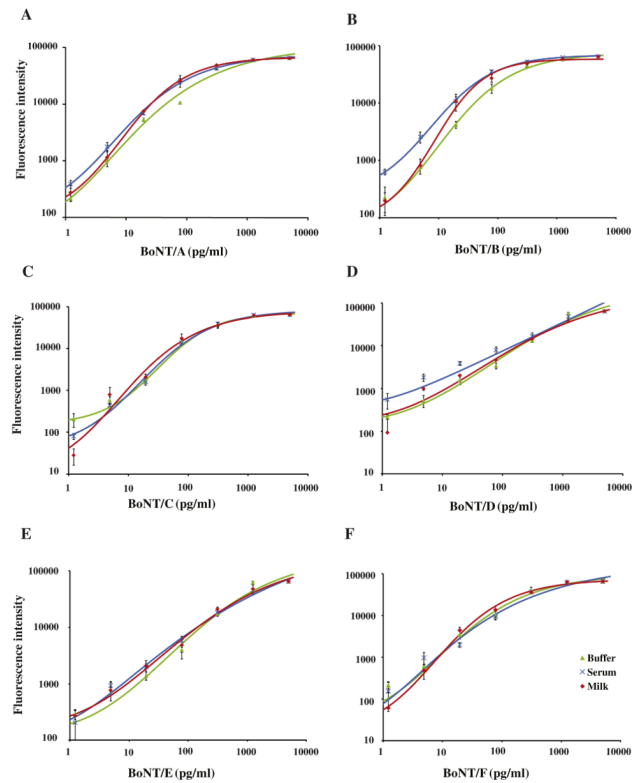 A
100000
10000
1000
100
1 10 100 1000 10000
Fluorescence intensity
BoNT/A (pg/ml)
B
100000
10000
1000
100
1 10 100 1000 10000
BoNT/B (pg/ml)
C
100000
10000
1000
100
10
1 10 100 1000 10000
Fluorescence intensity
BoNT/C (pg/ml)
D
100000
10000
1000
100
10
1 10 100 1000 10000
BoNT/D (pg/ml)
E
100000
10000
1000
100
1 10 100 1000 10000
Fluorescence intensity
BoNT/E (pg/ml)
F
100000
10000
1000
100
10
1 10 100 1000 10000
BoNT/F (pg/ml)
Buffer
Serum
Milk